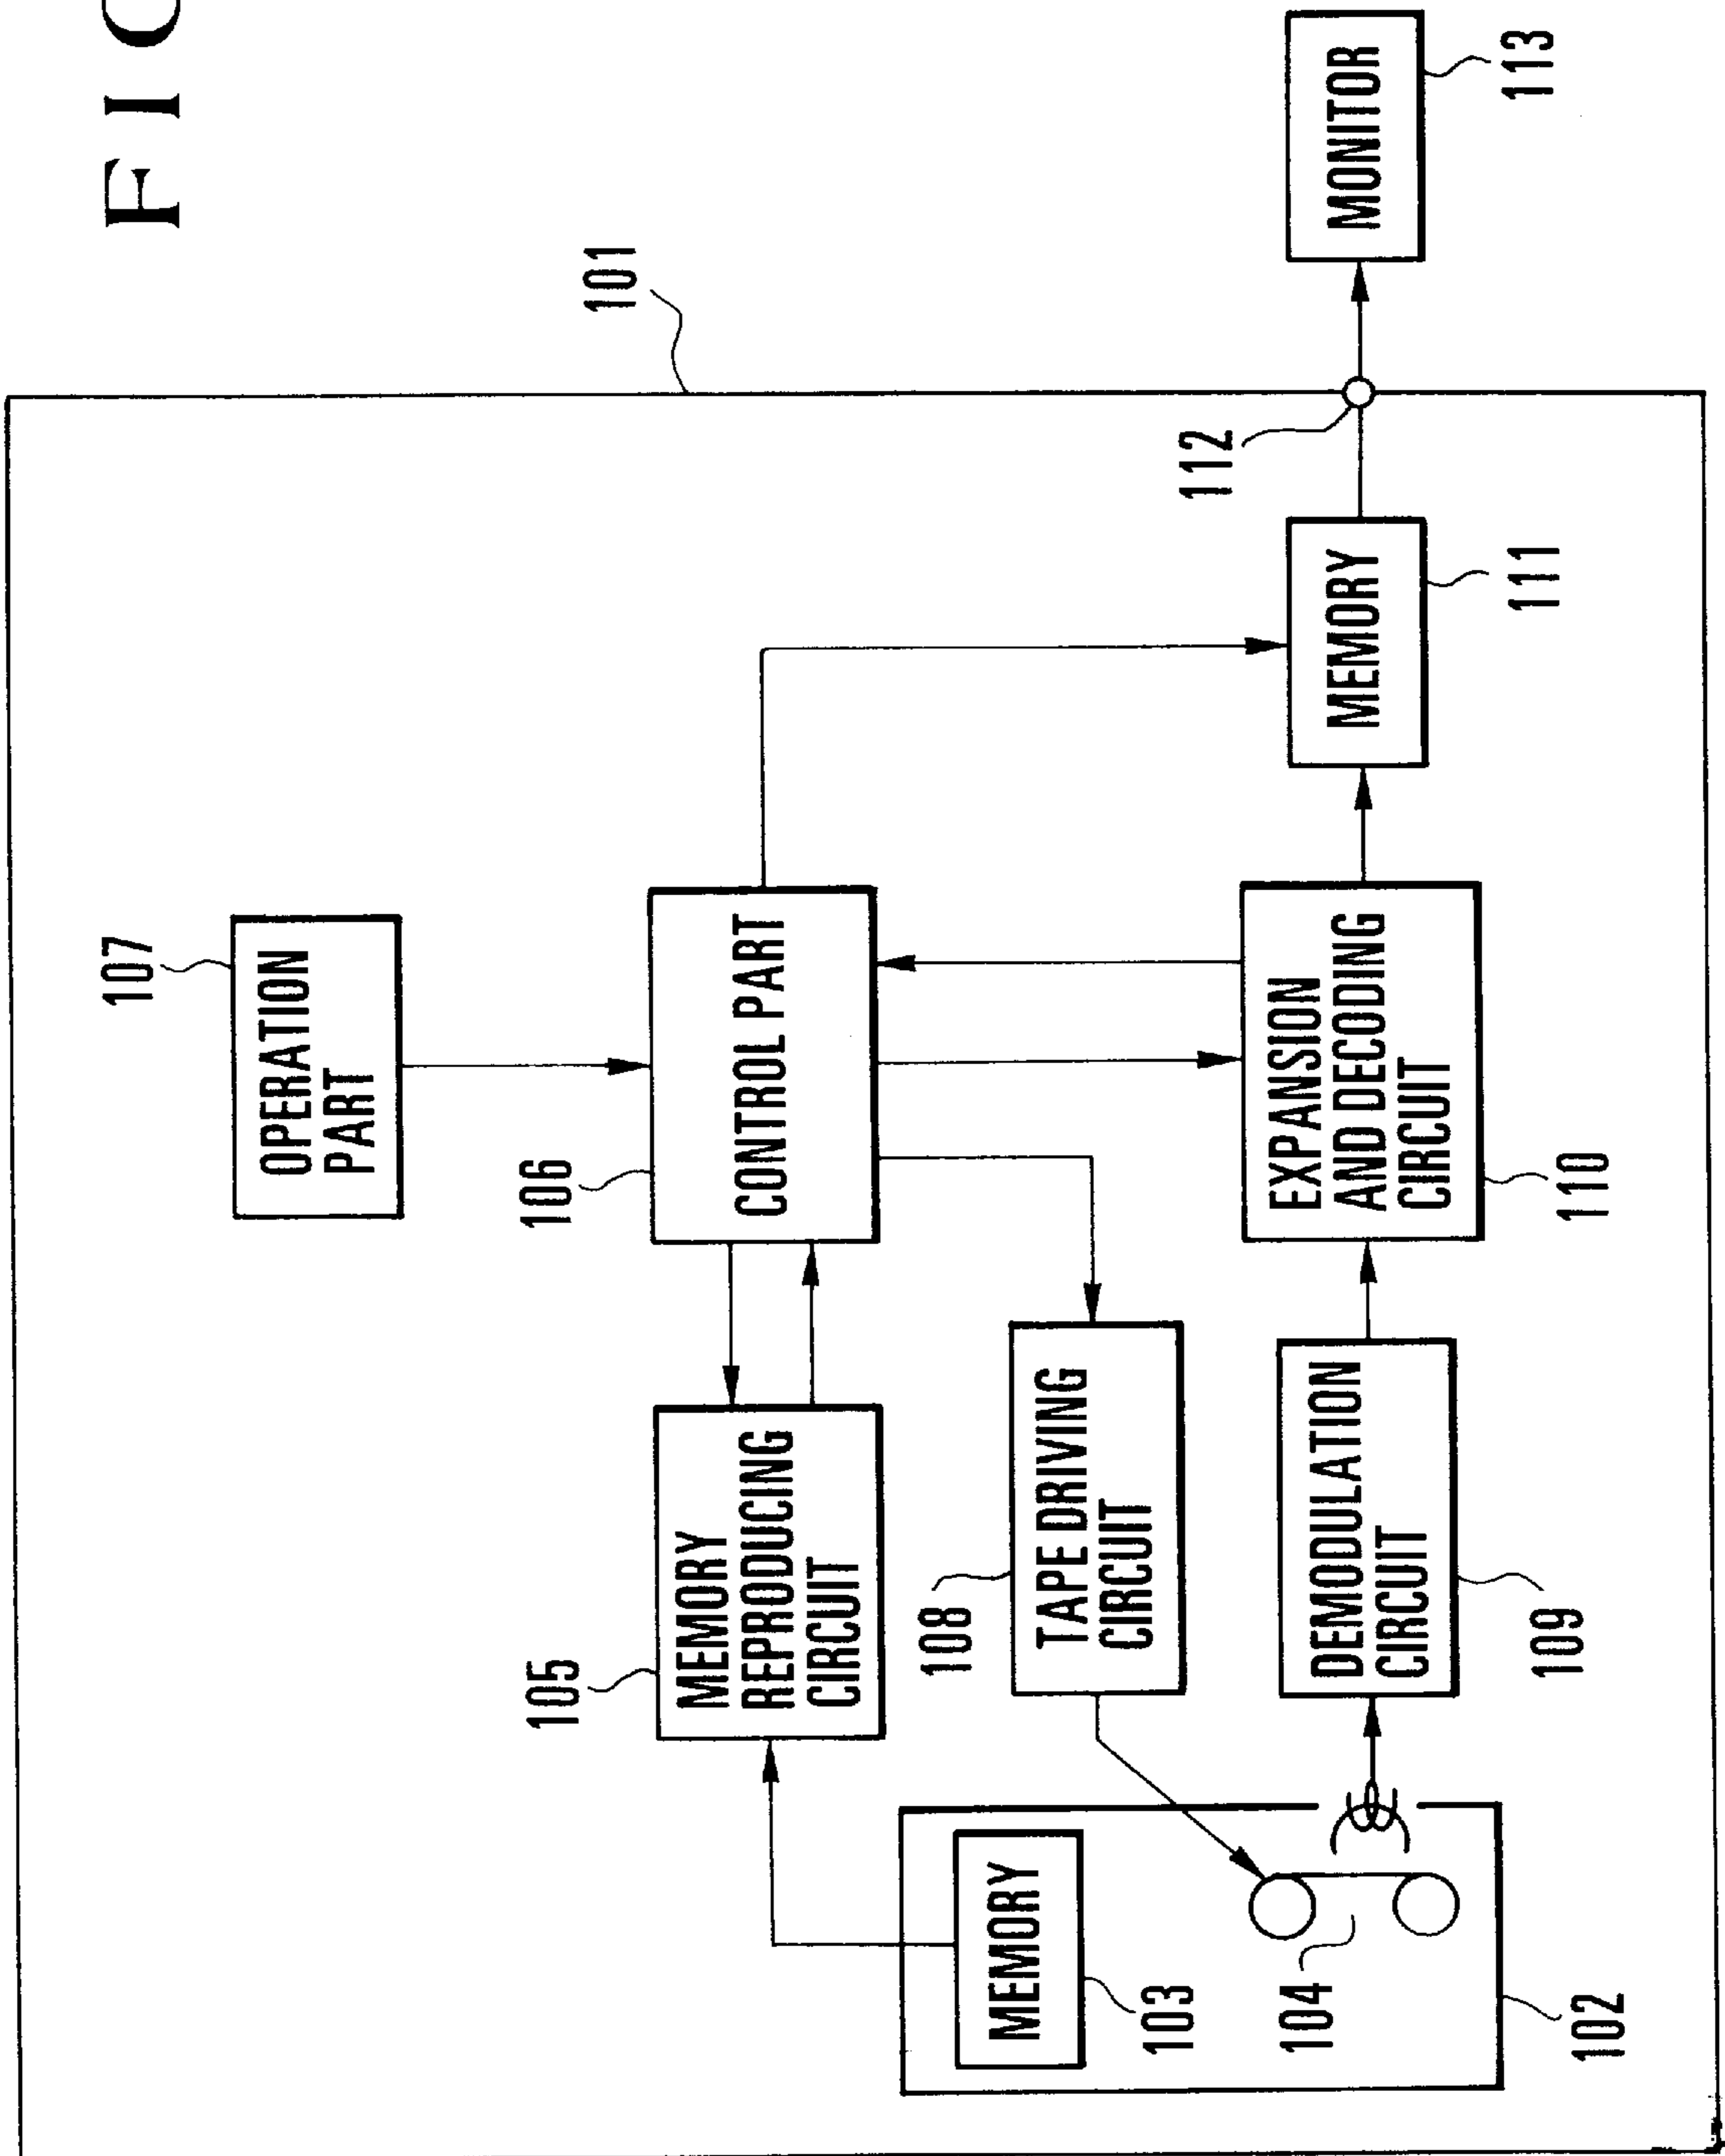 FIG
107
OPERATION
PART
101
106
CONTROL PART
105
MEMORY
REPRODUCING
CIRCUIT
108
TAPE DRIVING
CIRCUIT
112
MONITOR
113
MEMORY
111
EXPANSION
AND DECODING
CIRCUIT
110
DEMODULATION
CIRCUIT
109
MEMORY
103
104
102